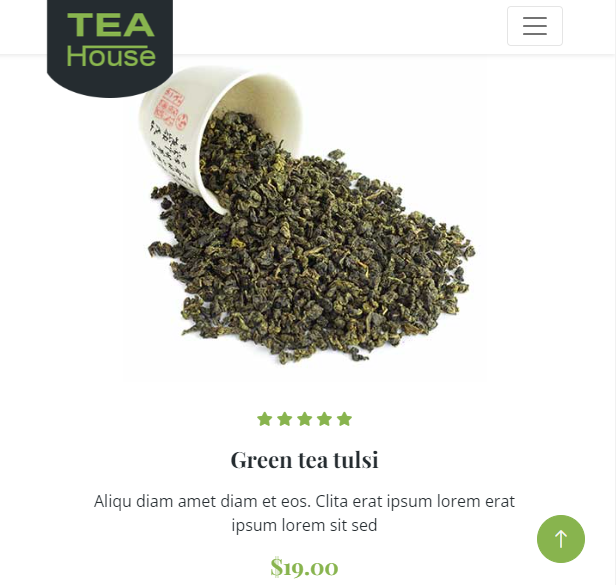 TEA
House
Green tea tulsi
Aliqu diam amet diam et eos. Clita erat ipsum lorem erat
ipsum lorem sit sed
$19.00